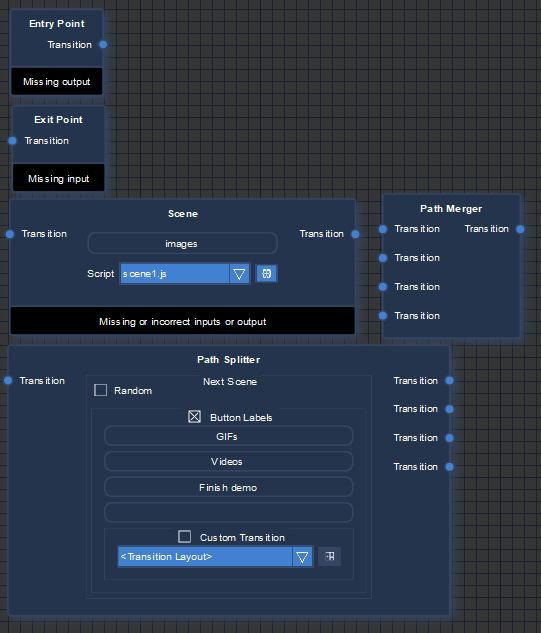 Entry Point
Transition
Missing output
Exit Point
Transition
Missing input
Scene
Transition
Transition
images
Script scene1.js
Missing or incorrect inputs or output
Path Merger
Transition Transition
Transition
Transition
Transition
Path Splitter
Transition
Next Scene
Transition
Random
Transition
Button Labels
GIFs
Transition
Videos
Transition
Finish demo
Custom Transition
<Transition Layout>